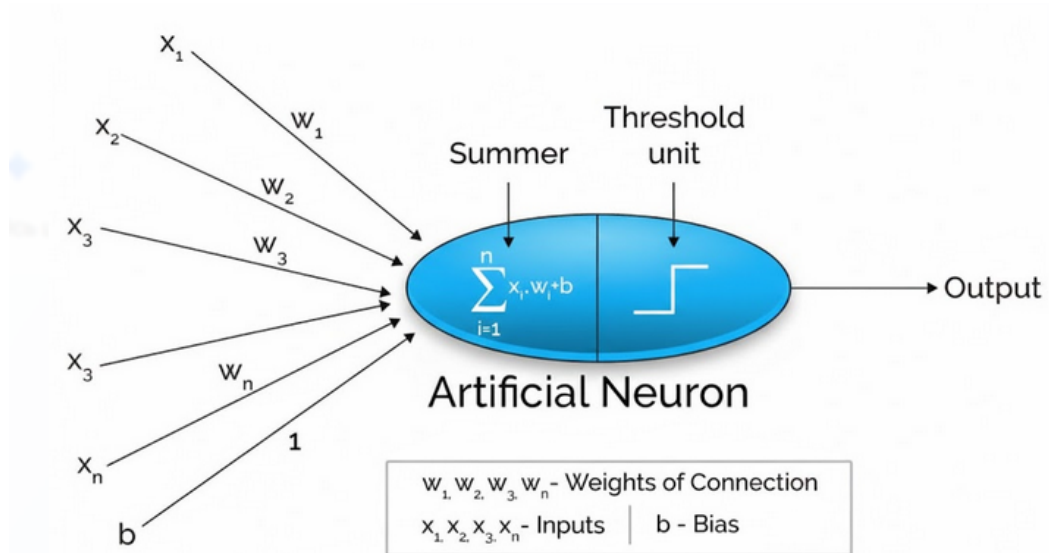 x₁
w₁
x₂
w₂
x₃
w₃
x₃
wₙ
xₙ
1
b
Summer
Threshold
unit
n
∑ xᵢ.wᵢ+b
i=1
Output
Artificial Neuron
w₁, w₂, w₃, wₙ- Weights of Connection
x₁, x₂, x₃, xₙ- Inputs | b - Bias